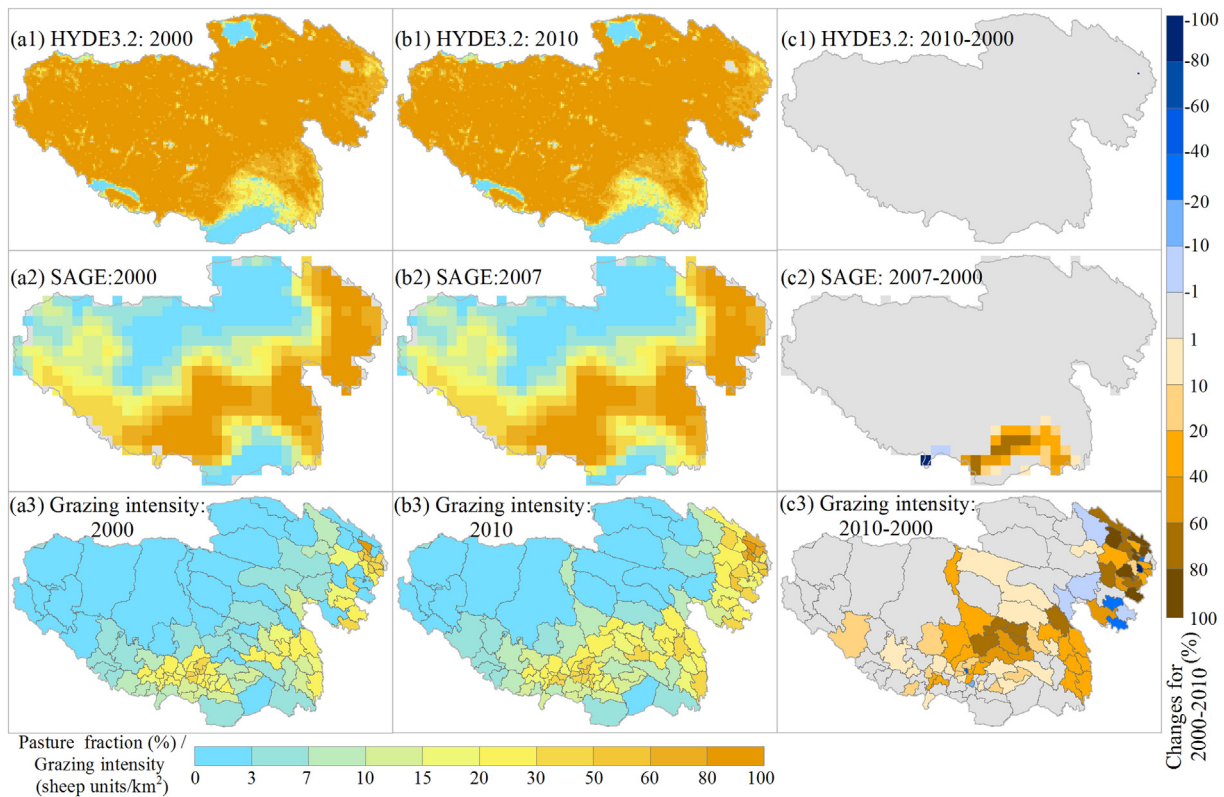 (a1) HYDE3.2: 2000
(b1) HYDE3.2: 2010
(c1) HYDE3.2: 2010-2000
(a2) SAGE:2000
(b2) SAGE:2007
(c2) SAGE: 2007-2000
(a3) Grazing intensity:
2000
(b3) Grazing intensity:
2010
(c3) Grazing intensity:
2010-2000
-100
-80
-60
-40
-20
-10
-1
1
10
20
40
60
80
100
Changes for
2000-2010 (%)
Pasture fraction (%) /
Grazing intensity
(sheep units/km²)
0 3 7 10 15 20 30 50 60 80 100